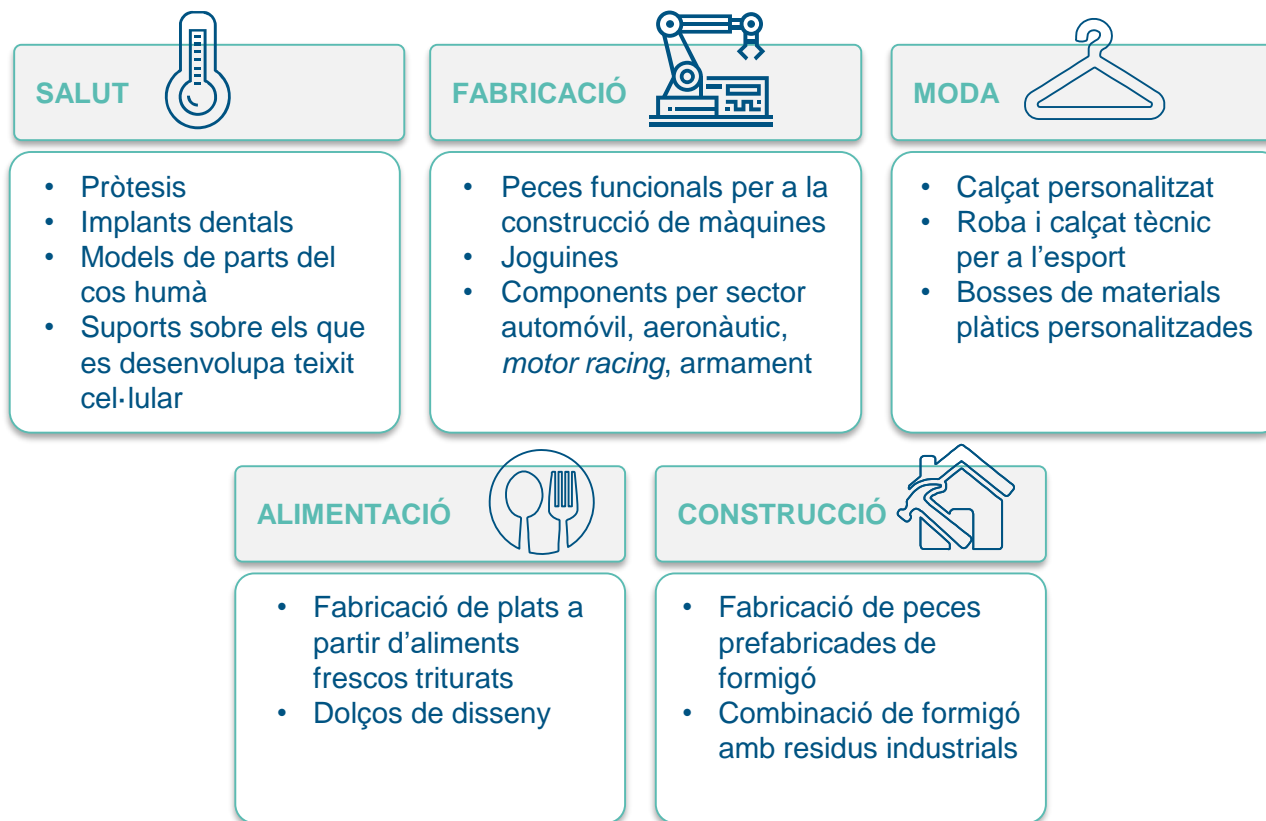 SALUT
• Pròtesis
• Implants dentals
• Models de parts del
cos humà
• Suports sobre els que
es desenvolupa teixit
cel·lular
FABRICACIÓ
• Peces funcionals per a la
construcció de màquines
• Joguines
• Components per sector
automóvil, aeronàutic,
motor racing, armament
MODA
• Calçat personalitzat
• Roba i calçat tècnic
per a l’esport
• Bosses de materials
plàtics personalitzades
ALIMENTACIÓ
• Fabricació de plats a
partir d’aliments
frescos triturats
• Dolços de disseny
CONSTRUCCIÓ
• Fabricació de peces
prefabricades de
formigó
• Combinació de formigó
amb residus industrials